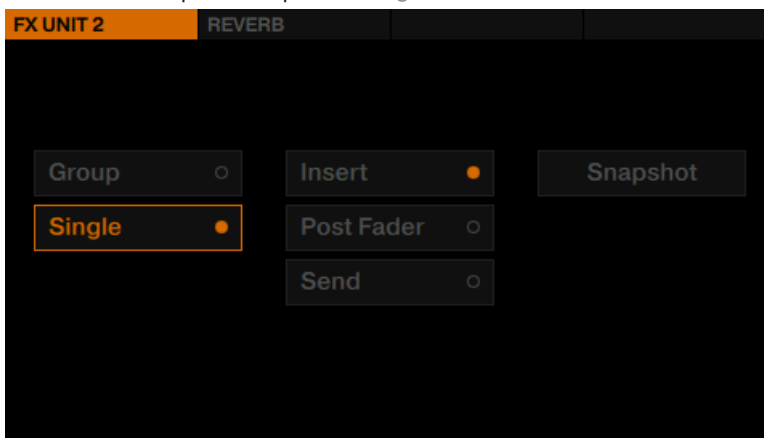 FX UNIT 2 REVERB
Group Insert Snapshot
Single Post Fader
Send